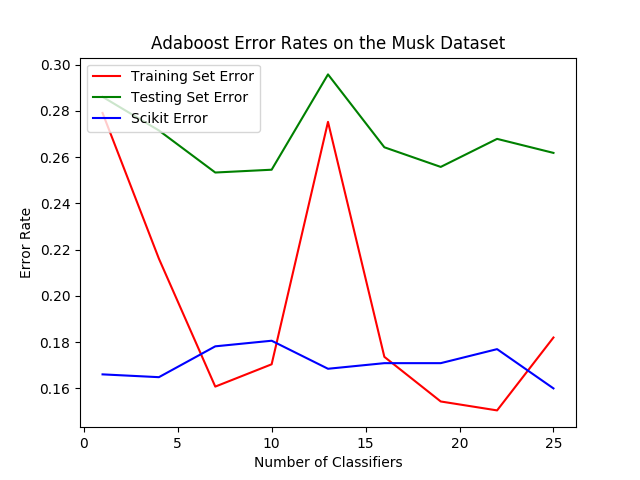 Adaboost Error Rates on the Musk Dataset
0.30
Training Set Error
Testing Set Error
Scikit Error
0.28
0.26
0.24
0.22
0.20
0.18
0.16
Error Rate
0 5 10 15 20 25
Number of Classifiers